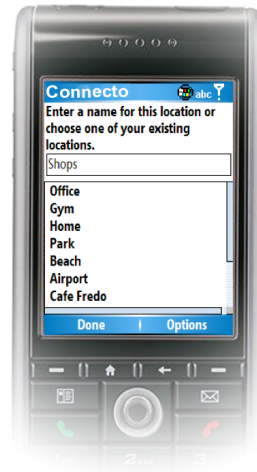 Connecto
abc
Enter a name for this location or
choose one of your existing
locations.
Shops
Office
Gym
Home
Park
Beach
Airport
Cafe Fredo
Done Options